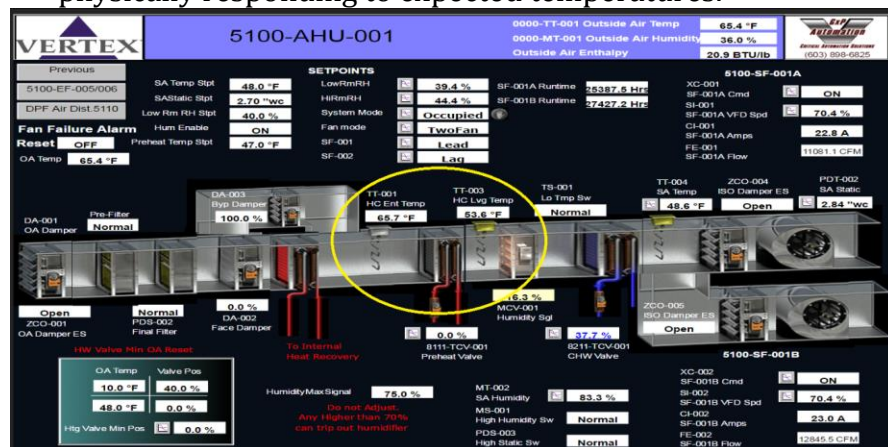 physically responding to expected temperatures.
VERTEX
5100-AHU-001
0000-TT-001 Outside Air Temp
65.4 °F
0000-MT-001 Outside Air Humidity
36.0 %
Outside Air Enthalpy
20.9 BTU/lb
E&P
Automation
Critical Automation Solutions
(603) 898-6825
Previous
5100-EF-005/006
DPF Air Dist.5110
Fan Failure Alarm
Reset OFF
OA Temp 65.4 °F
SA Temp Stpt 48.0 °F
SAStatic Stpt 2.70 "wc
Low Rm RH Stpt 40.0 %
Hum Enable ON
Preheat Temp Stpt 47.0 °F
SETPOINTS
LowRmRH 39.4 %
HiRmRH 44.4 %
System Mode Occupied
Fan mode TwoFan
SF-001 Lead
SF-002 Lag
SF-001A Runtime 25387.5 Hrs
SF-001B Runtime 27427.2 Hrs
5100-SF-001A
XC-001
SF-001A Cmd ON
SI-001
SF-001A VFD Spd 70.4 %
CI-001
SF-001A Amps 22.8 A
FE-001
SF-001A Flow 11081.1 CFM
DA-001
OA Damper
Pre-Filter
Normal
DA-003
Byp Damper
100.0 %
TT-001
HC Ent Temp
65.7 °F
TT-003
HC Lvg Temp
53.6 °F
TS-001
Lo Tmp Sw
Normal
TT-004
SA Temp
48.6 °F
ZCO-004
ISO Damper ES
Open
PDT-002
SA Static
2.84 "wc
Open
ZCO-001
OA Damper ES
Normal
PDS-002
Final Filter
0.0 %
DA-002
Face Damper
To Internal
Heat Recovery
0.0 %
8111-TCV-001
Preheat Valve
16.3 %
MCV-001
Humidity Sgl
37.7 %
8211-TCV-001
CHW Valve
ZCO-005
ISO Damper ES
Open
HW Valve Min OA Reset
OA Temp Valve Pos
10.0 °F 40.0 %
48.0 °F 0.0 %
Htg Valve Min Pos 0.0 %
HumidityMaxSignal 75.0 %
Do not Adjust.
Any Higher than 70%
can trip out humidifier
MT-002
SA Humidity 83.3 %
MS-001
High Humidity Sw Normal
PDS-003
High Static Sw Normal
5100-SF-001B
XC-002
SF-001B Cmd ON
SI-002
SF-001B VFD Spd 70.4 %
CI-002
SF-001B Amps 23.0 A
FE-002
SF-001B Flow 12845.5 CFM